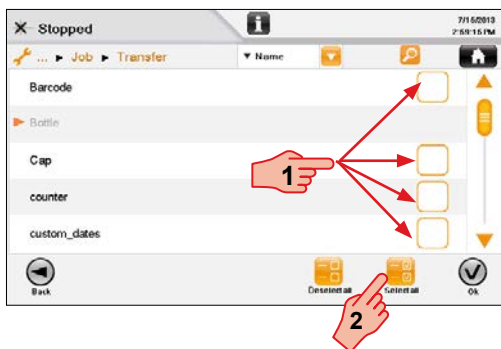 Stopped
7/15/2013
2:59:15 PM
... ► Job ► Transfer
▼ Name
Barcode
Bottle
Cap
counter
custom_dates
1
Back
Deselect all
Select all
Ok
2